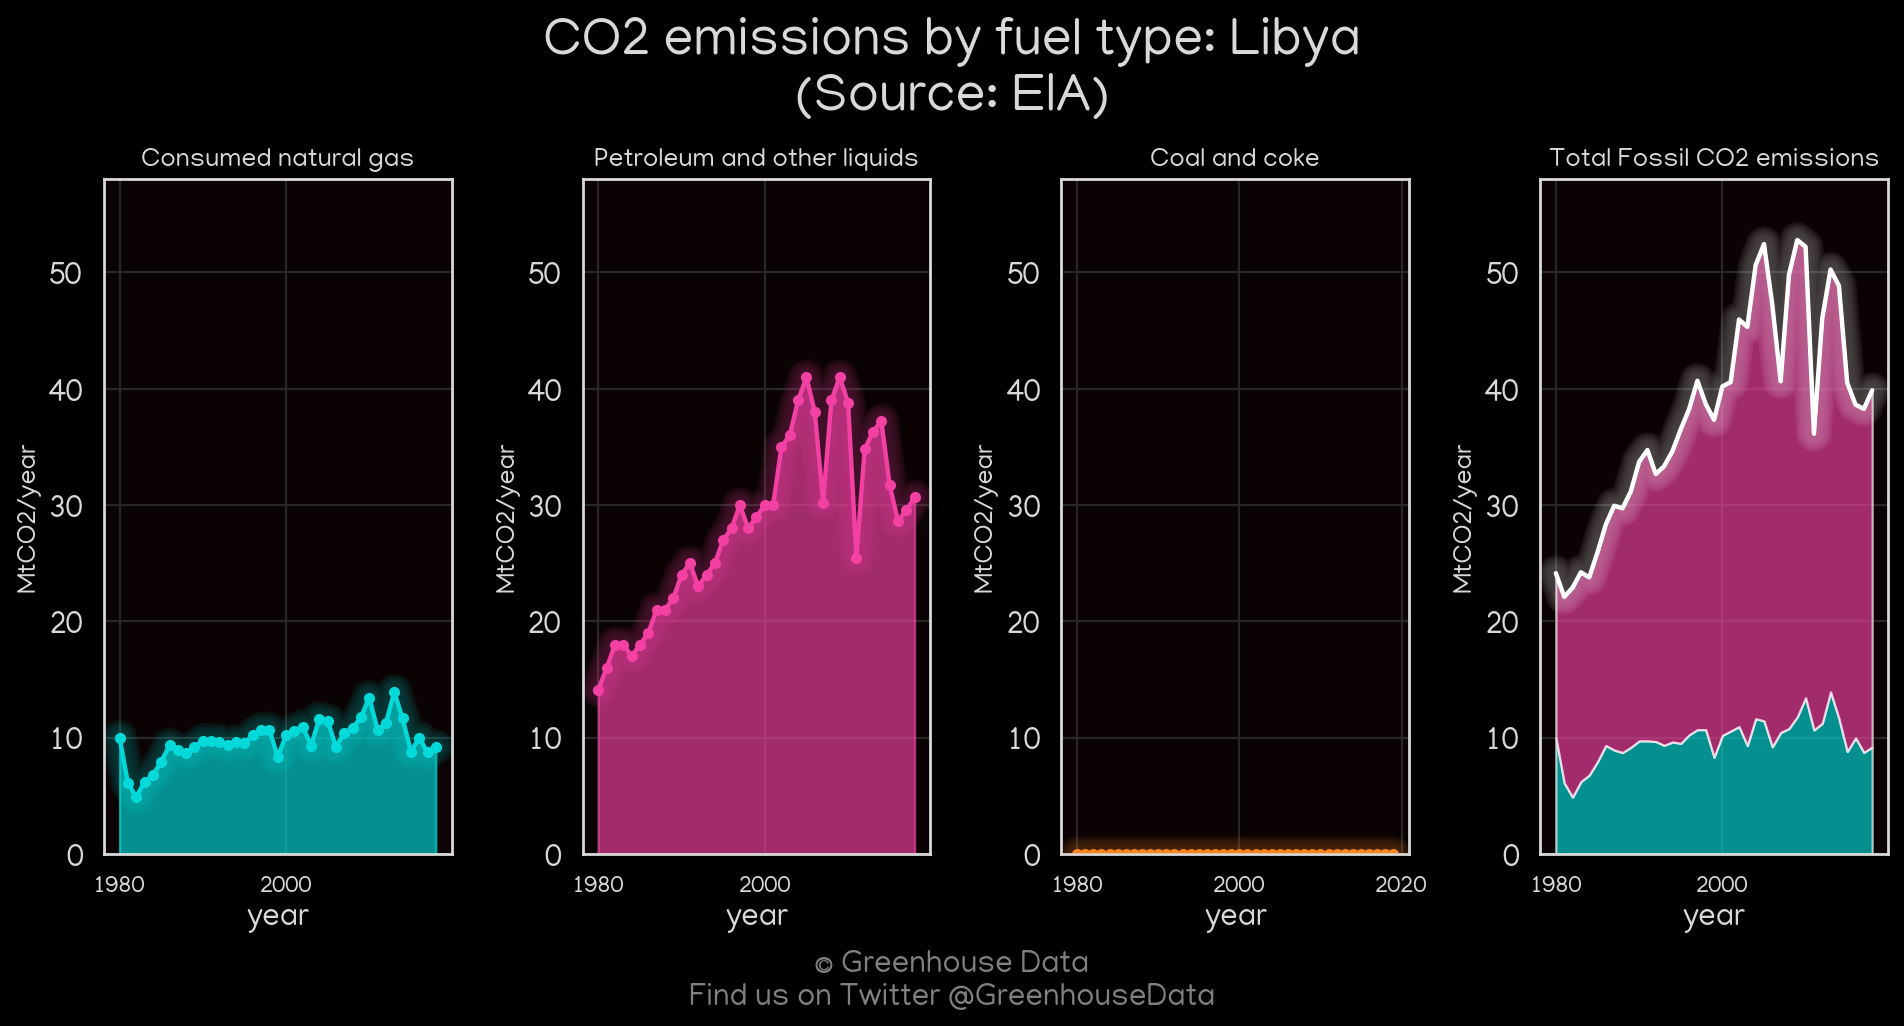 CO2 emissions by fuel type: Libya
(Source: EIA)
Consumed natural gas
Petroleum and other liquids
Coal and coke
Total Fossil CO2 emissions
MtCO2/year
50
40
30
20
10
0
1980
2000
year
MtCO2/year
50
40
30
20
10
0
1980
2000
year
MtCO2/year
50
40
30
20
10
0
1980
2000
2020
year
MtCO2/year
50
40
30
20
10
0
1980
2000
year
© Greenhouse Data
Find us on Twitter @GreenhouseData